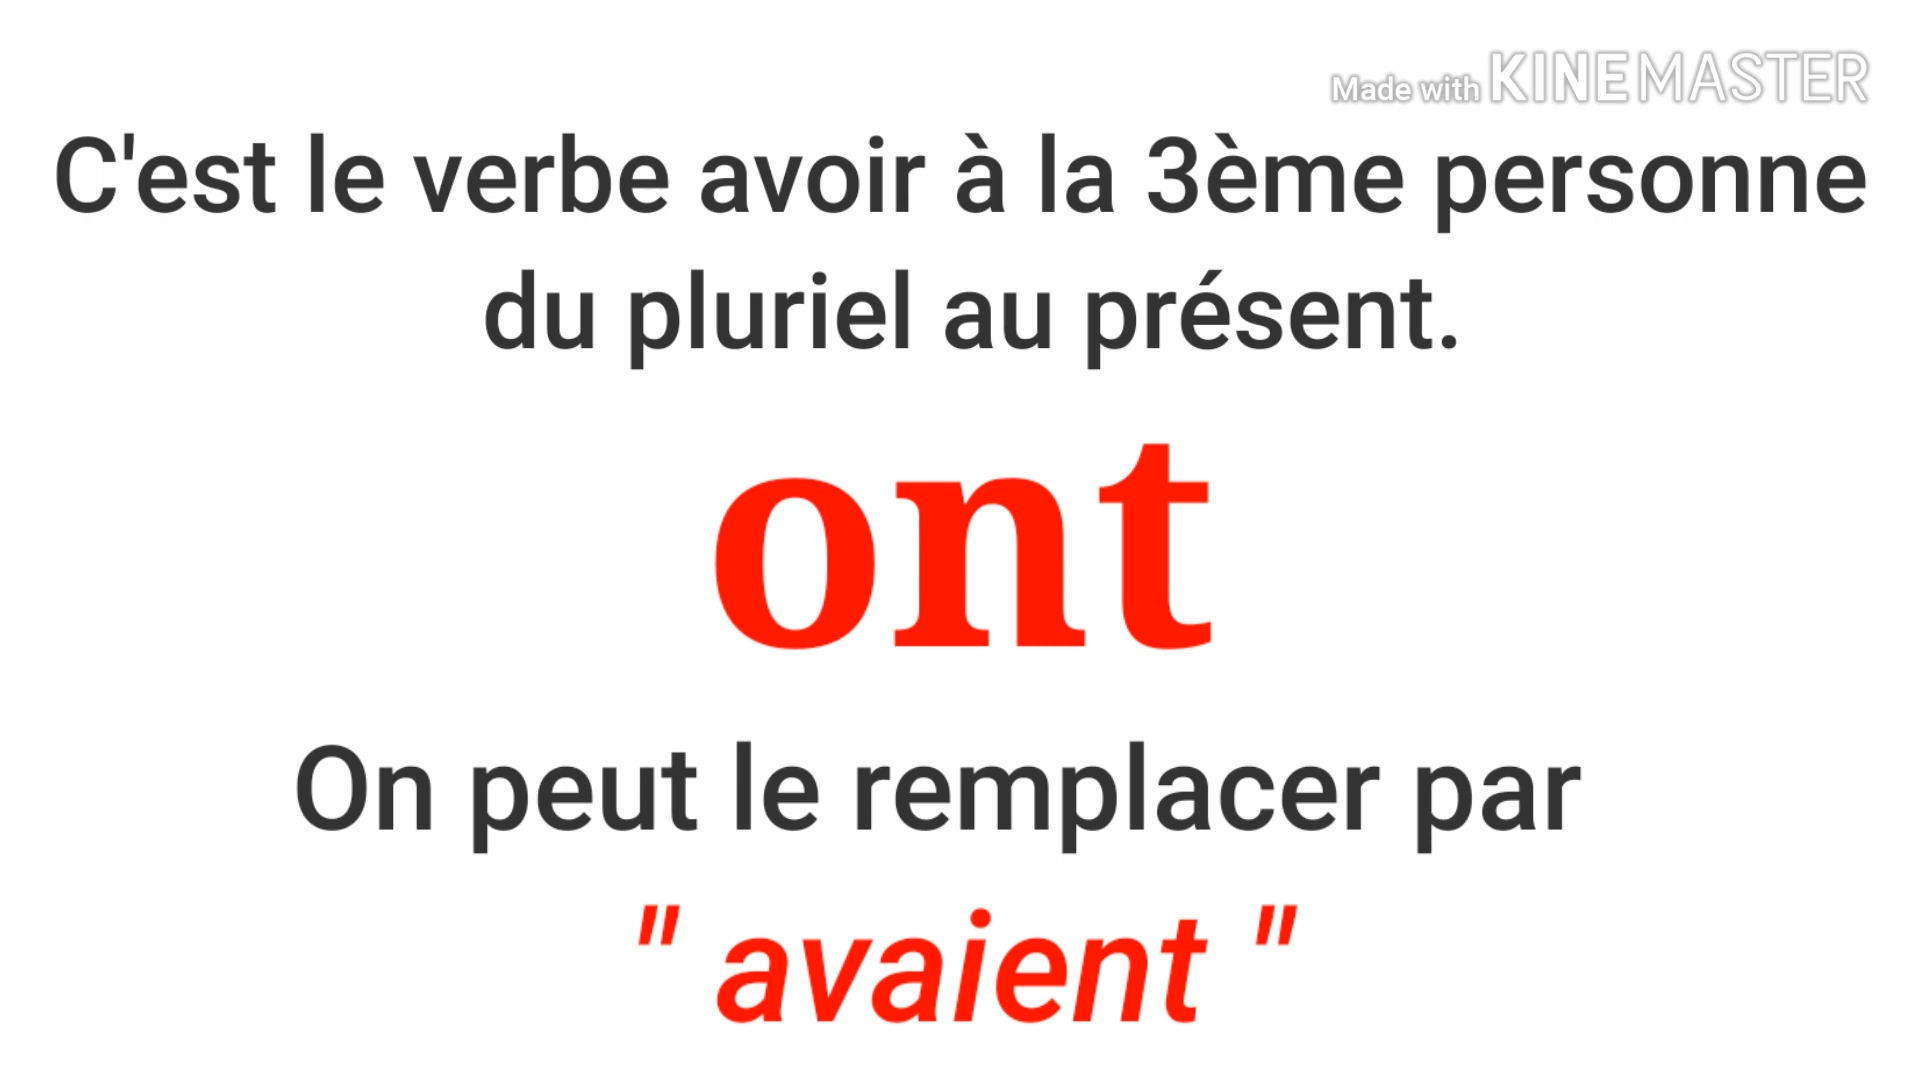 Made with KINEMASTER
C'est le verbe avoir à la 3ème personne
du pluriel au présent.
ont
On peut le remplacer par
" avaient "